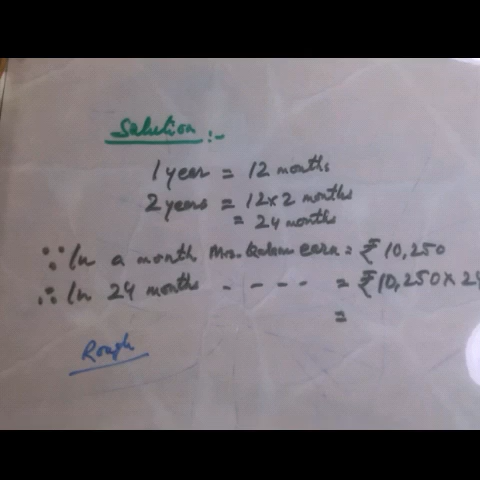 Solution :-
1 year = 12 months
2 years = 12 x 2 months
= 24 months
∵ In a month Mrs. Kalam earn = ₹ 10,250
∴ In 24 months - - - - = ₹ 10,250 x 24
=
Rough